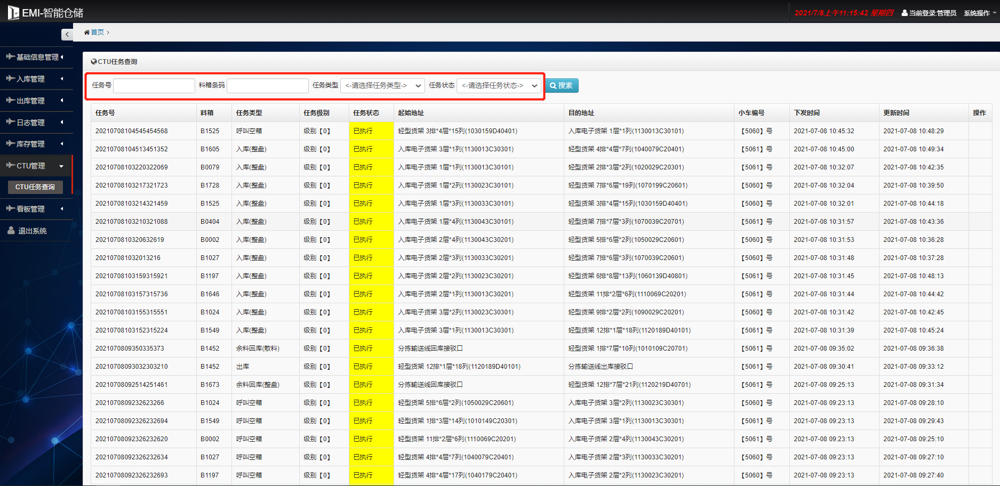 EMI-智能仓储
2021/7/8上午11:15:42 星期四 当前登录:管理员 系统操作
首页 >
基础信息管理
入库管理
出库管理
日志管理
库存管理
CTU管理
CTU任务查询
看板管理
退出系统
CTU任务查询
任务号 料箱条码 任务类型 <-请选择任务类型-> 任务状态 <-请选择任务状态-> 搜索
任务号 料箱 任务类型 任务级别 任务状态 起始地址 目的地址 小车编号 下发时间 更新时间 操作
20210708104545454568 B1525 呼叫空箱 级别【0】 已执行 轻型货架 3排*4层*15列(1030159D40401) 入库电子货架 1层*1列(1130013C30101) 【5060】号 2021-07-08 10:45:32 2021-07-08 10:48:29
20210708104513451352 B1605 入库(整盘) 级别【0】 已执行 入库电子货架 3层*1列(1130013C30301) 轻型货架 4排*4层*7列(1040079C20401) 【5061】号 2021-07-08 10:45:00 2021-07-08 10:49:34
20210708103220322069 B0079 入库(整盘) 级别【0】 已执行 入库电子货架 1层*1列(1130013C30101) 轻型货架 2排*3层*2列(1020029C20301) 【5061】号 2021-07-08 10:32:07 2021-07-08 10:42:35
20210708103217321723 B1728 入库(整盘) 级别【0】 已执行 入库电子货架 1层*2列(1130023C30101) 轻型货架 7排*6层*19列(1070199C20601) 【5060】号 2021-07-08 10:32:04 2021-07-08 10:39:50
20210708103214321459 B1525 入库(整盘) 级别【0】 已执行 入库电子货架 1层*3列(1130033C30101) 轻型货架 3排*4层*15列(1030159D40401) 【5060】号 2021-07-08 10:32:01 2021-07-08 10:44:18
20210708103210321088 B0404 入库(整盘) 级别【0】 已执行 入库电子货架 1层*4列(1130043C30101) 轻型货架 7排*7层*3列(1070039C20701) 【5061】号 2021-07-08 10:31:57 2021-07-08 10:43:36
2021070810320632619 B0002 入库(整盘) 级别【0】 已执行 入库电子货架 2层*4列(1130043C30201) 轻型货架 5排*6层*2列(1050029C20601) 【5060】号 2021-07-08 10:31:53 2021-07-08 10:36:28
202107081032013216 B1027 入库(整盘) 级别【0】 已执行 入库电子货架 2层*3列(1130033C30201) 轻型货架 7排*6层*3列(1070039C20601) 【5060】号 2021-07-08 10:31:48 2021-07-08 10:37:28
20210708103159315921 B1197 入库(整盘) 级别【0】 已执行 入库电子货架 2层*2列(1130023C30201) 轻型货架 6排*8层*13列(1060139D40801) 【5061】号 2021-07-08 10:31:45 2021-07-08 10:48:13
20210708103157315736 B1646 入库(整盘) 级别【0】 已执行 入库电子货架 2层*1列(1130013C30201) 轻型货架 11排*2层*6列(1110069C20201) 【5061】号 2021-07-08 10:31:44 2021-07-08 10:44:42
20210708103155315551 B1024 入库(整盘) 级别【0】 已执行 入库电子货架 3层*2列(1130023C30301) 轻型货架 9排*2层*2列(1090029C20201) 【5060】号 2021-07-08 10:31:42 2021-07-08 10:42:45
20210708103152315224 B1549 入库(整盘) 级别【0】 已执行 入库电子货架 3层*1列(1130013C30301) 轻型货架 12排*1层*18列(1120189D40101) 【5061】号 2021-07-08 10:31:39 2021-07-08 10:45:24
2021070809350335373 B1452 余料回库(散料) 级别【0】 已执行 分拣输送线回库接驳口 轻型货架 1排*7层*10列(1010109C20701) 【5061】号 2021-07-08 09:35:02 2021-07-08 09:36:38
20210708093032303210 B1452 出库 级别【0】 已执行 轻型货架 12排*1层*18列(1120189D40101) 分拣输送线出库接驳口 【5061】号 2021-07-08 09:30:41 2021-07-08 09:33:12
20210708092514251461 B1673 余料回库(整盘) 级别【0】 已执行 分拣输送线回库接驳口 轻型货架 12排*7层*21列(1120219D40701) 【5061】号 2021-07-08 09:25:13 2021-07-08 09:31:34
2021070809232623266 B1024 呼叫空箱 级别【0】 已执行 轻型货架 5排*6层*2列(1050029C20601) 入库电子货架 3层*2列(1130023C30301) 【5060】号 2021-07-08 09:23:13 2021-07-08 09:28:10
20210708092326232694 B1549 呼叫空箱 级别【0】 已执行 轻型货架 1排*3层*14列(1010149C20301) 入库电子货架 3层*1列(1130013C30301) 【5061】号 2021-07-08 09:23:13 2021-07-08 09:29:43
20210708092326232620 B0002 呼叫空箱 级别【0】 已执行 轻型货架 11排*2层*6列(1110069C20201) 入库电子货架 2层*4列(1130043C30201) 【5061】号 2021-07-08 09:23:13 2021-07-08 09:25:10
20210708092326232634 B1027 呼叫空箱 级别【0】 已执行 轻型货架 4排*4层*7列(1040079C20401) 入库电子货架 2层*3列(1130033C30201) 【5060】号 2021-07-08 09:23:13 2021-07-08 09:27:10
20210708092326232693 B1197 呼叫空箱 级别【0】 已执行 轻型货架 4排*4层*17列(1040179C20401) 入库电子货架 2层*2列(1130023C30201) 【5060】号 2021-07-08 09:23:13 2021-07-08 09:27:40